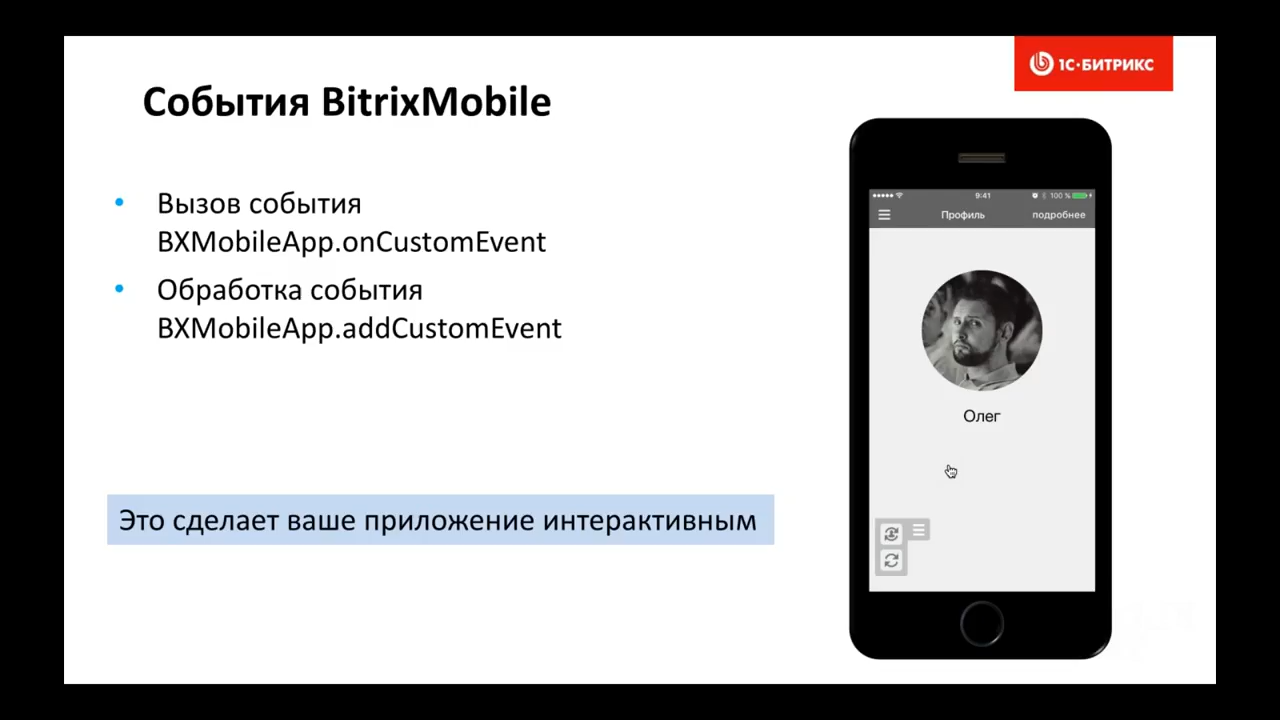 1С·БИТРИКС
События BitrixMobile
• Вызов события
BXMobileApp.onCustomEvent
• Обработка события
BXMobileApp.addCustomEvent
Это сделает ваше приложение интерактивным
9:41
100 %
Профиль
подробнее
Олег